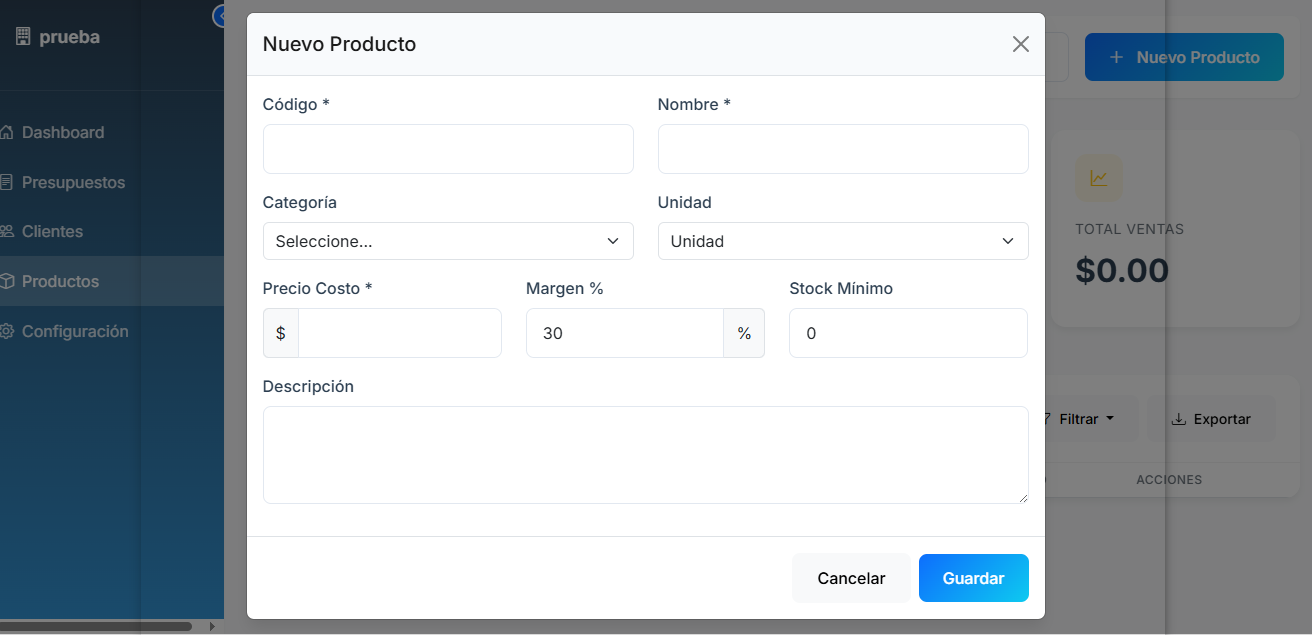 prueba
Dashboard
Presupuestos
Clientes
Productos
Configuración
Nuevo Producto
Código *
Nombre *
Categoría
Unidad
Seleccione...
Unidad
Precio Costo *
Margen %
Stock Mínimo
$
30
%
0
Descripción
Cancelar
Guardar
+ Nuevo Producto
TOTAL VENTAS
$0.00
Filtrar
Exportar
ACCIONES